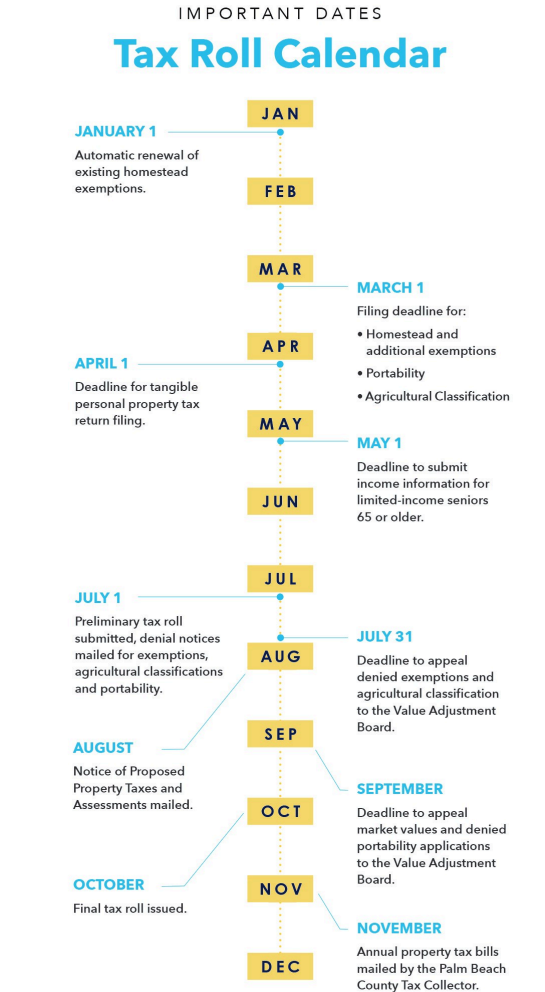 IMPORTANT DATES
Tax Roll Calendar
JAN
JANUARY 1
Automatic renewal of
existing homestead
exemptions.
FEB
MAR
MARCH 1
Filing deadline for:
• Homestead and
additional exemptions
• Portability
• Agricultural Classification
APR
APRIL 1
Deadline for tangible
personal property tax
return filing.
MAY
MAY 1
Deadline to submit
income information for
limited-income seniors
65 or older.
JUN
JUL
JULY 1
Preliminary tax roll
submitted, denial notices
mailed for exemptions,
agricultural classifications
and portability.
JULY 31
Deadline to appeal
denied exemptions and
agricultural classification
to the Value Adjustment
Board.
AUG
AUGUST
Notice of Proposed
Property Taxes and
Assessments mailed.
SEP
SEPTEMBER
Deadline to appeal
market values and denied
portability applications
to the Value Adjustment
Board.
OCT
OCTOBER
Final tax roll issued.
NOV
NOVEMBER
Annual property tax bills
mailed by the Palm Beach
County Tax Collector.
DEC